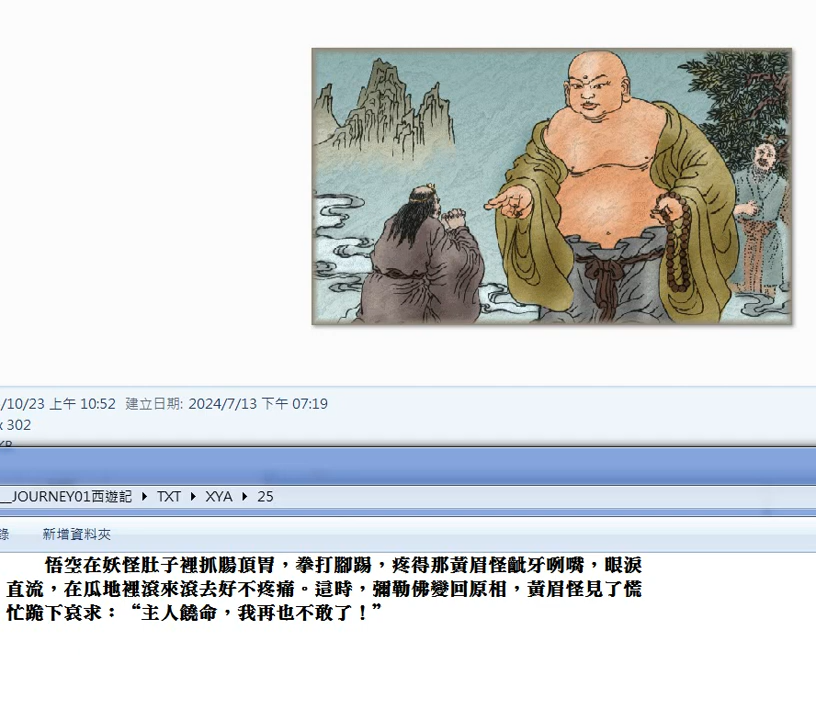 /10/23 上午 10:52 建立日期: 2024/7/13 下午 07:19
x 302
KB
__JOURNEY01西遊記 ▸ TXT ▸ XYA ▸ 25
錄 新增資料夾
悟空在妖怪肚子裡抓腸頂胃，拳打腳踢，疼得那黃眉怪齜牙咧嘴，眼淚
直流，在瓜地裡滾來滾去好不疼痛。這時，彌勒佛變回原相，黃眉怪見了慌
忙跪下哀求：“主人饒命，我再也不敢了！”